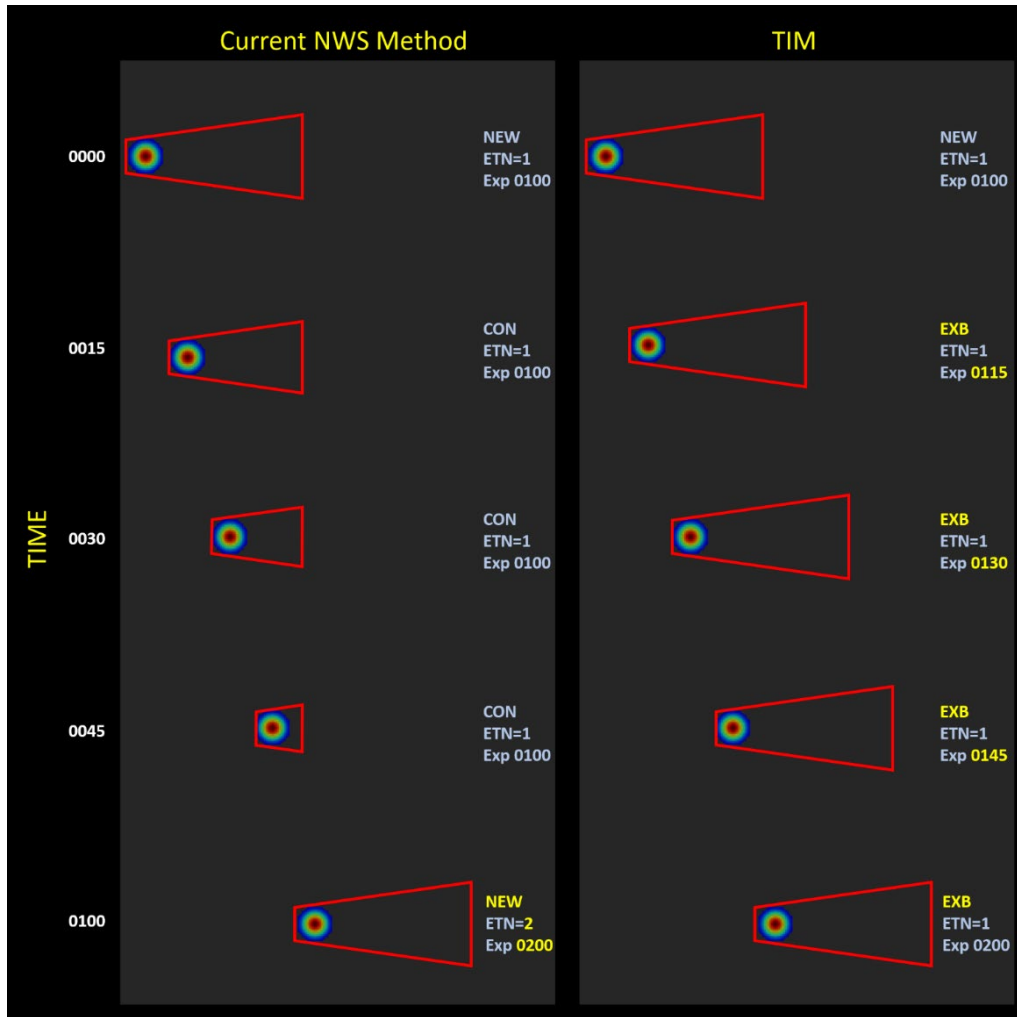 Current NWS Method
TIM
TIME
0000
NEW
ETN=1
Exp 0100
NEW
ETN=1
Exp 0100
0015
CON
ETN=1
Exp 0100
EXB
ETN=1
Exp 0115
0030
CON
ETN=1
Exp 0100
EXB
ETN=1
Exp 0130
0045
CON
ETN=1
Exp 0100
EXB
ETN=1
Exp 0145
0100
NEW
ETN=2
Exp 0200
EXB
ETN=1
Exp 0200